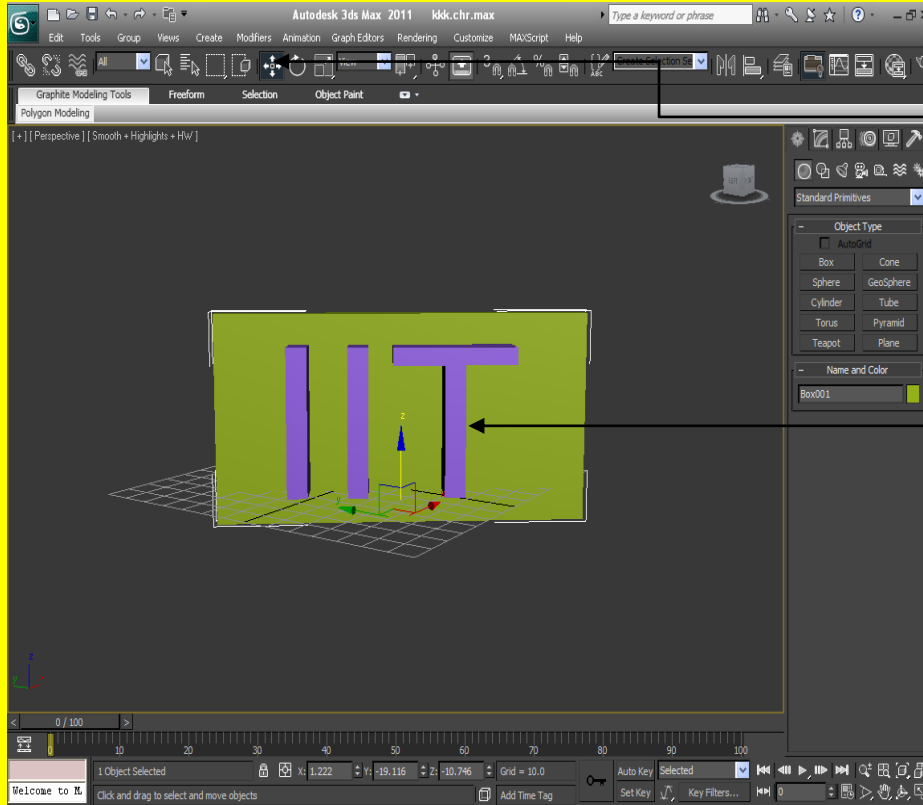 Autodesk 3ds Max 2011 kkk.chr.max
Type a keyword or phrase
Edit Tools Group Views Create Modifiers Animation Graph Editors Rendering Customize MAXScript Help
All
View
Create Selection Se
Graphite Modeling Tools Freeform Selection Object Paint
Polygon Modeling
[ + ] [ Perspective ] [ Smooth + Highlights + HW ]
Standard Primitives
Object Type
AutoGrid
Box Cone
Sphere GeoSphere
Cylinder Tube
Torus Pyramid
Teapot Plane
Name and Color
Box001
IIT
z
y
z
y
< 0 / 100 >
0 10 20 30 40 50 60 70 80 90 100
1 Object Selected X: 1.222 Y: -19.116 Z: -10.746 Grid = 10.0 Auto Key Selected
Welcome to M Click and drag to select and move objects Add Time Tag Set Key Key Filters... 0